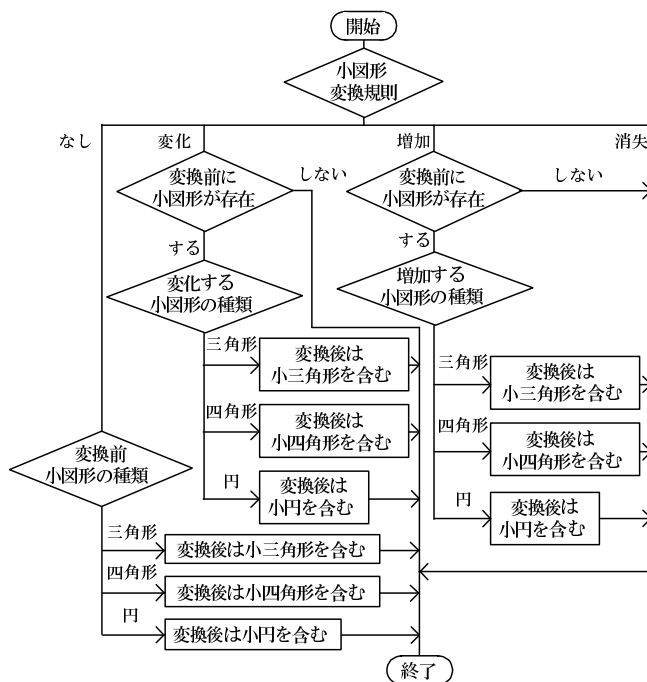 開始
小図形
変換規則
なし
変化
増加
消失
変換前に
小図形が存在
しない
変換前に
小図形が存在
しない
する
する
変化する
小図形の種類
増加する
小図形の種類
三角形
変換後は
小三角形を含む
三角形
変換後は
小三角形を含む
四角形
変換後は
小四角形を含む
四角形
変換後は
小四角形を含む
変換前
小図形の種類
円
変換後は
小円を含む
円
変換後は
小円を含む
三角形
変換後は小三角形を含む
四角形
変換後は小四角形を含む
円
変換後は小円を含む
終了